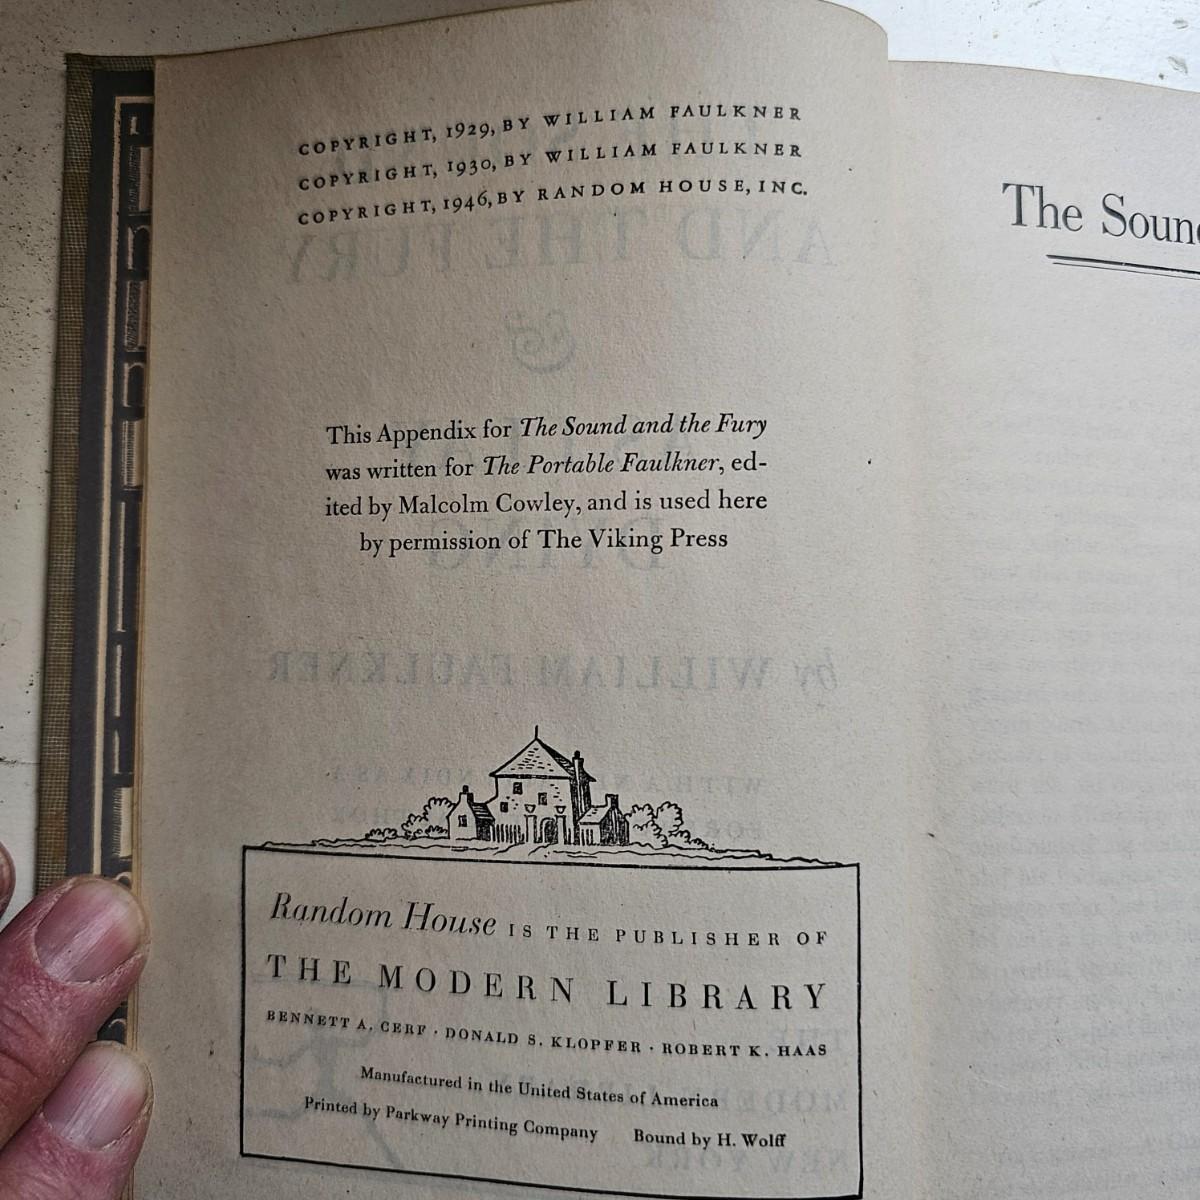 COPYRIGHT, 1929, BY WILLIAM FAULKNER
COPYRIGHT, 1930, BY WILLIAM FAULKNER
COPYRIGHT, 1946, BY RANDOM HOUSE, INC.
This Appendix for The Sound and the Fury
was written for The Portable Faulkner, ed-
ited by Malcolm Cowley, and is used here
by permission of The Viking Press
Random House IS THE PUBLISHER OF
THE MODERN LIBRARY
BENNETT A. CERF · DONALD S. KLOPFER · ROBERT K. HAAS
Manufactured in the United States of America
Printed by Parkway Printing Company Bound by H. Wolff
The Soun